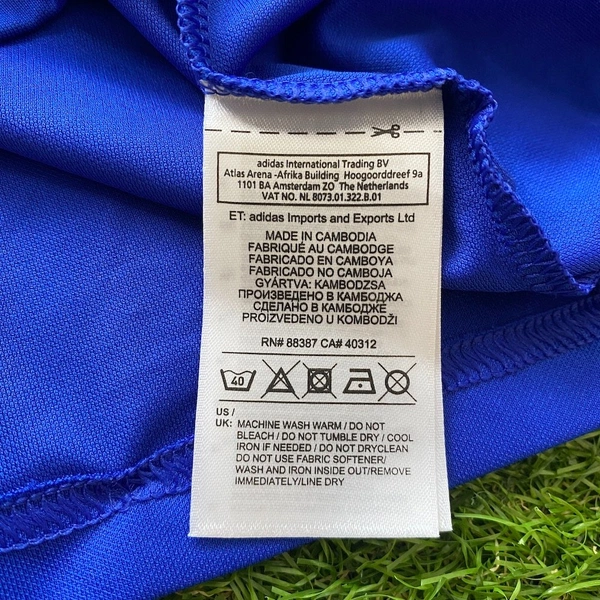 adidas International Trading BV
Atlas Arena -Afrika Building Hoogoorddreef 9a
1101 BA Amsterdam ZO The Netherlands
VAT NO. NL 8073.01.322.B.01
ET: adidas Imports and Exports Ltd
MADE IN CAMBODIA
FABRIQUÉ AU CAMBODGE
FABRICADO EN CAMBOYA
FABRICADO NO CAMBOJA
GYÁRTVA: KAMBODZSA
ПРОИЗВЕДЕНО В КАМБОДЖА
СДЕЛАНО В КАМБОДЖЕ
PROIZVEDENO U KOMBODŽI
RN# 88387 CA# 40312
40
US /
UK: MACHINE WASH WARM / DO NOT
BLEACH / DO NOT TUMBLE DRY / COOL
IRON IF NEEDED / DO NOT DRYCLEAN
DO NOT USE FABRIC SOFTENER/
WASH AND IRON INSIDE OUT/REMOVE
IMMEDIATELY/LINE DRY